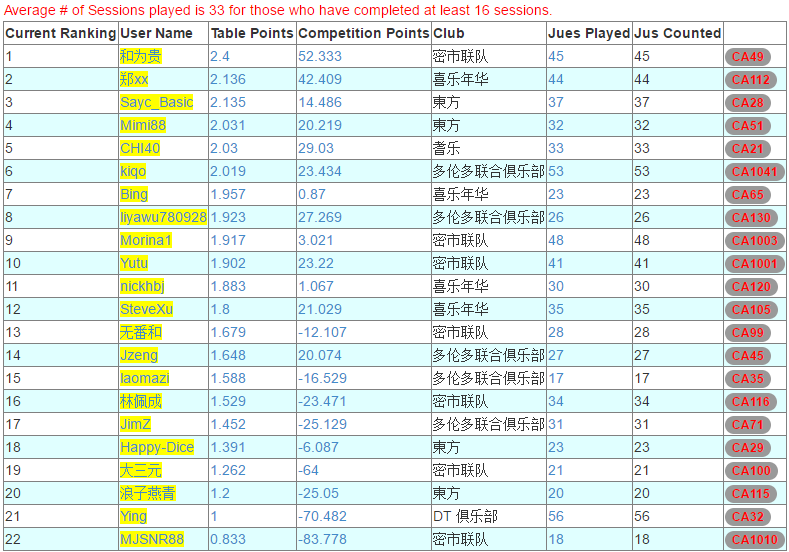 Average # of Sessions played is 33 for those who have completed at least 16 sessions.
Current Ranking User Name Table Points Competition Points Club Jues Played Jus Counted
1 和为贵 2.4 52.333 密市联队 45 45 CA49
2 郑xx 2.136 42.409 喜乐年华 44 44 CA112
3 Sayc_Basic 2.135 14.486 東方 37 37 CA28
4 Mimi88 2.031 20.219 東方 32 32 CA51
5 CHI40 2.03 29.03 耆乐 33 33 CA21
6 kiqo 2.019 23.434 多伦多联合俱乐部 53 53 CA1041
7 Bing 1.957 0.87 喜乐年华 23 23 CA65
8 liyawu780928 1.923 27.269 多伦多联合俱乐部 26 26 CA130
9 Morina1 1.917 3.021 密市联队 48 48 CA1003
10 Yutu 1.902 23.22 密市联队 41 41 CA1001
11 nickhbj 1.883 1.067 喜乐年华 30 30 CA120
12 SteveXu 1.8 21.029 喜乐年华 35 35 CA105
13 无番和 1.679 -12.107 密市联队 28 28 CA99
14 Jzeng 1.648 20.074 多伦多联合俱乐部 27 27 CA45
15 laomazi 1.588 -16.529 多伦多联合俱乐部 17 17 CA35
16 林佩成 1.529 -23.471 密市联队 34 34 CA116
17 JimZ 1.452 -25.129 多伦多联合俱乐部 31 31 CA71
18 Happy-Dice 1.391 -6.087 東方 23 23 CA29
19 大三元 1.262 -64 密市联队 21 21 CA100
20 浪子燕青 1.2 -25.05 東方 20 20 CA115
21 Ying 1 -70.482 DT 俱乐部 56 56 CA32
22 MJSNR88 0.833 -83.778 密市联队 18 18 CA1010